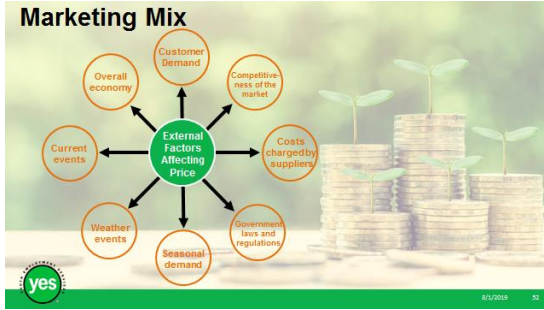 Marketing Mix
Customer
Demand
Competitive-
ness of the
market
Costs
charged by
suppliers
Government
laws and
regulations
Seasonal
demand
Weather
events
Current
events
Overall
economy
External
Factors
Affecting
Price
yes
8/1/2019
52